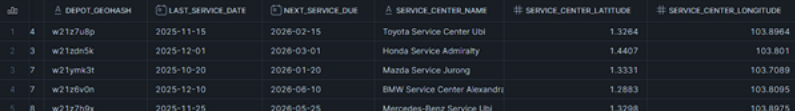 DEPOT_GEOHASH LAST_SERVICE_DATE NEXT_SERVICE_DUE SERVICE_CENTER_NAME SERVICE_CENTER_LATITUDE SERVICE_CENTER_LONGITUDE
1 4 w21z7u8p 2025-11-15 2026-02-15 Toyota Service Center Ubi 1.3264 103.8964
2 3 w21zdn5k 2025-12-01 2026-03-01 Honda Service Admiralty 1.4407 103.801
3 7 w21ymk3t 2025-10-20 2026-01-20 Mazda Service Jurong 1.3331 103.7089
4 7 w21z6v0n 2025-12-10 2026-06-10 BMW Service Center Alexandra 1.2883 103.8095
5 8 w21z7h9x 2025-11-25 2026-05-25 Mercedes-Benz Service Ubi 1.3298 103.8975